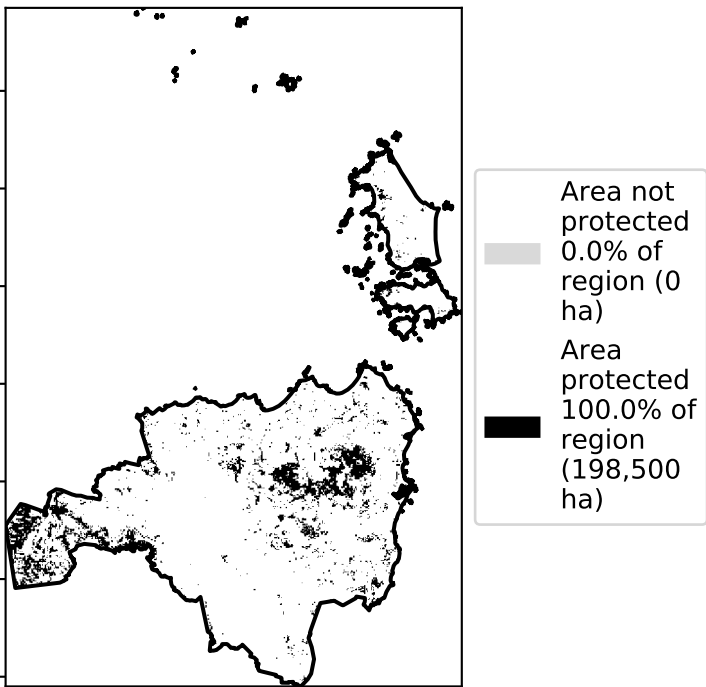 Area not
protected
0.0% of
region (0
ha)
Area
protected
100.0% of
region
(198,500
ha)